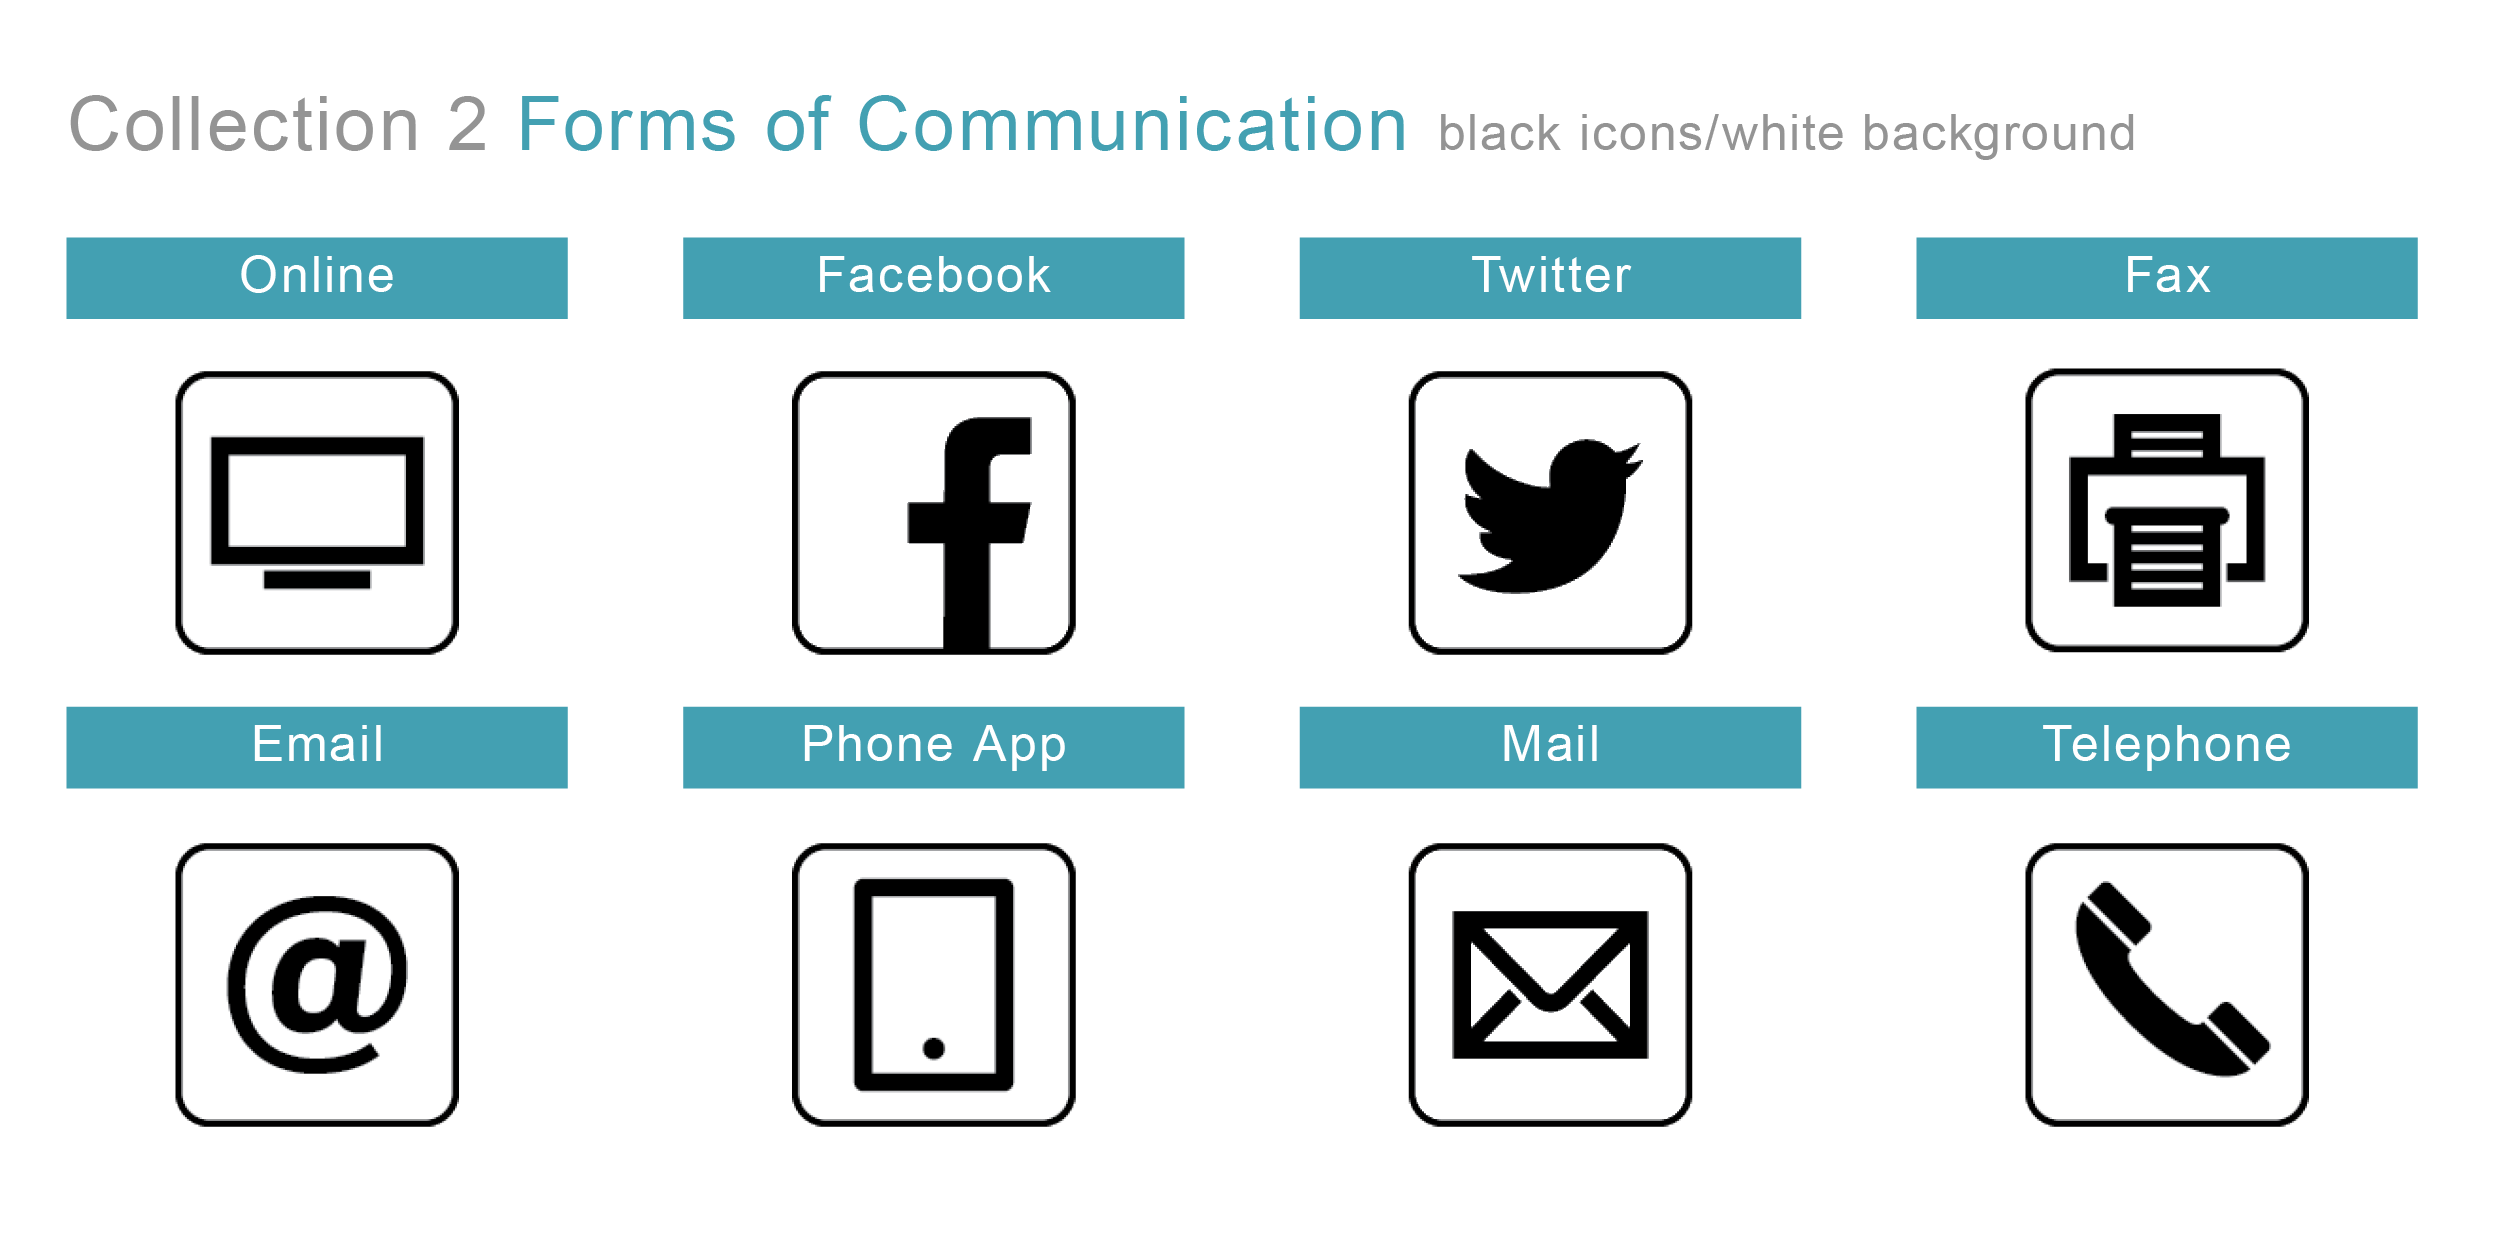 Collection 2 Forms of Communication black icons/white background
Online Facebook Twitter Fax
Email Phone App Mail Telephone
@